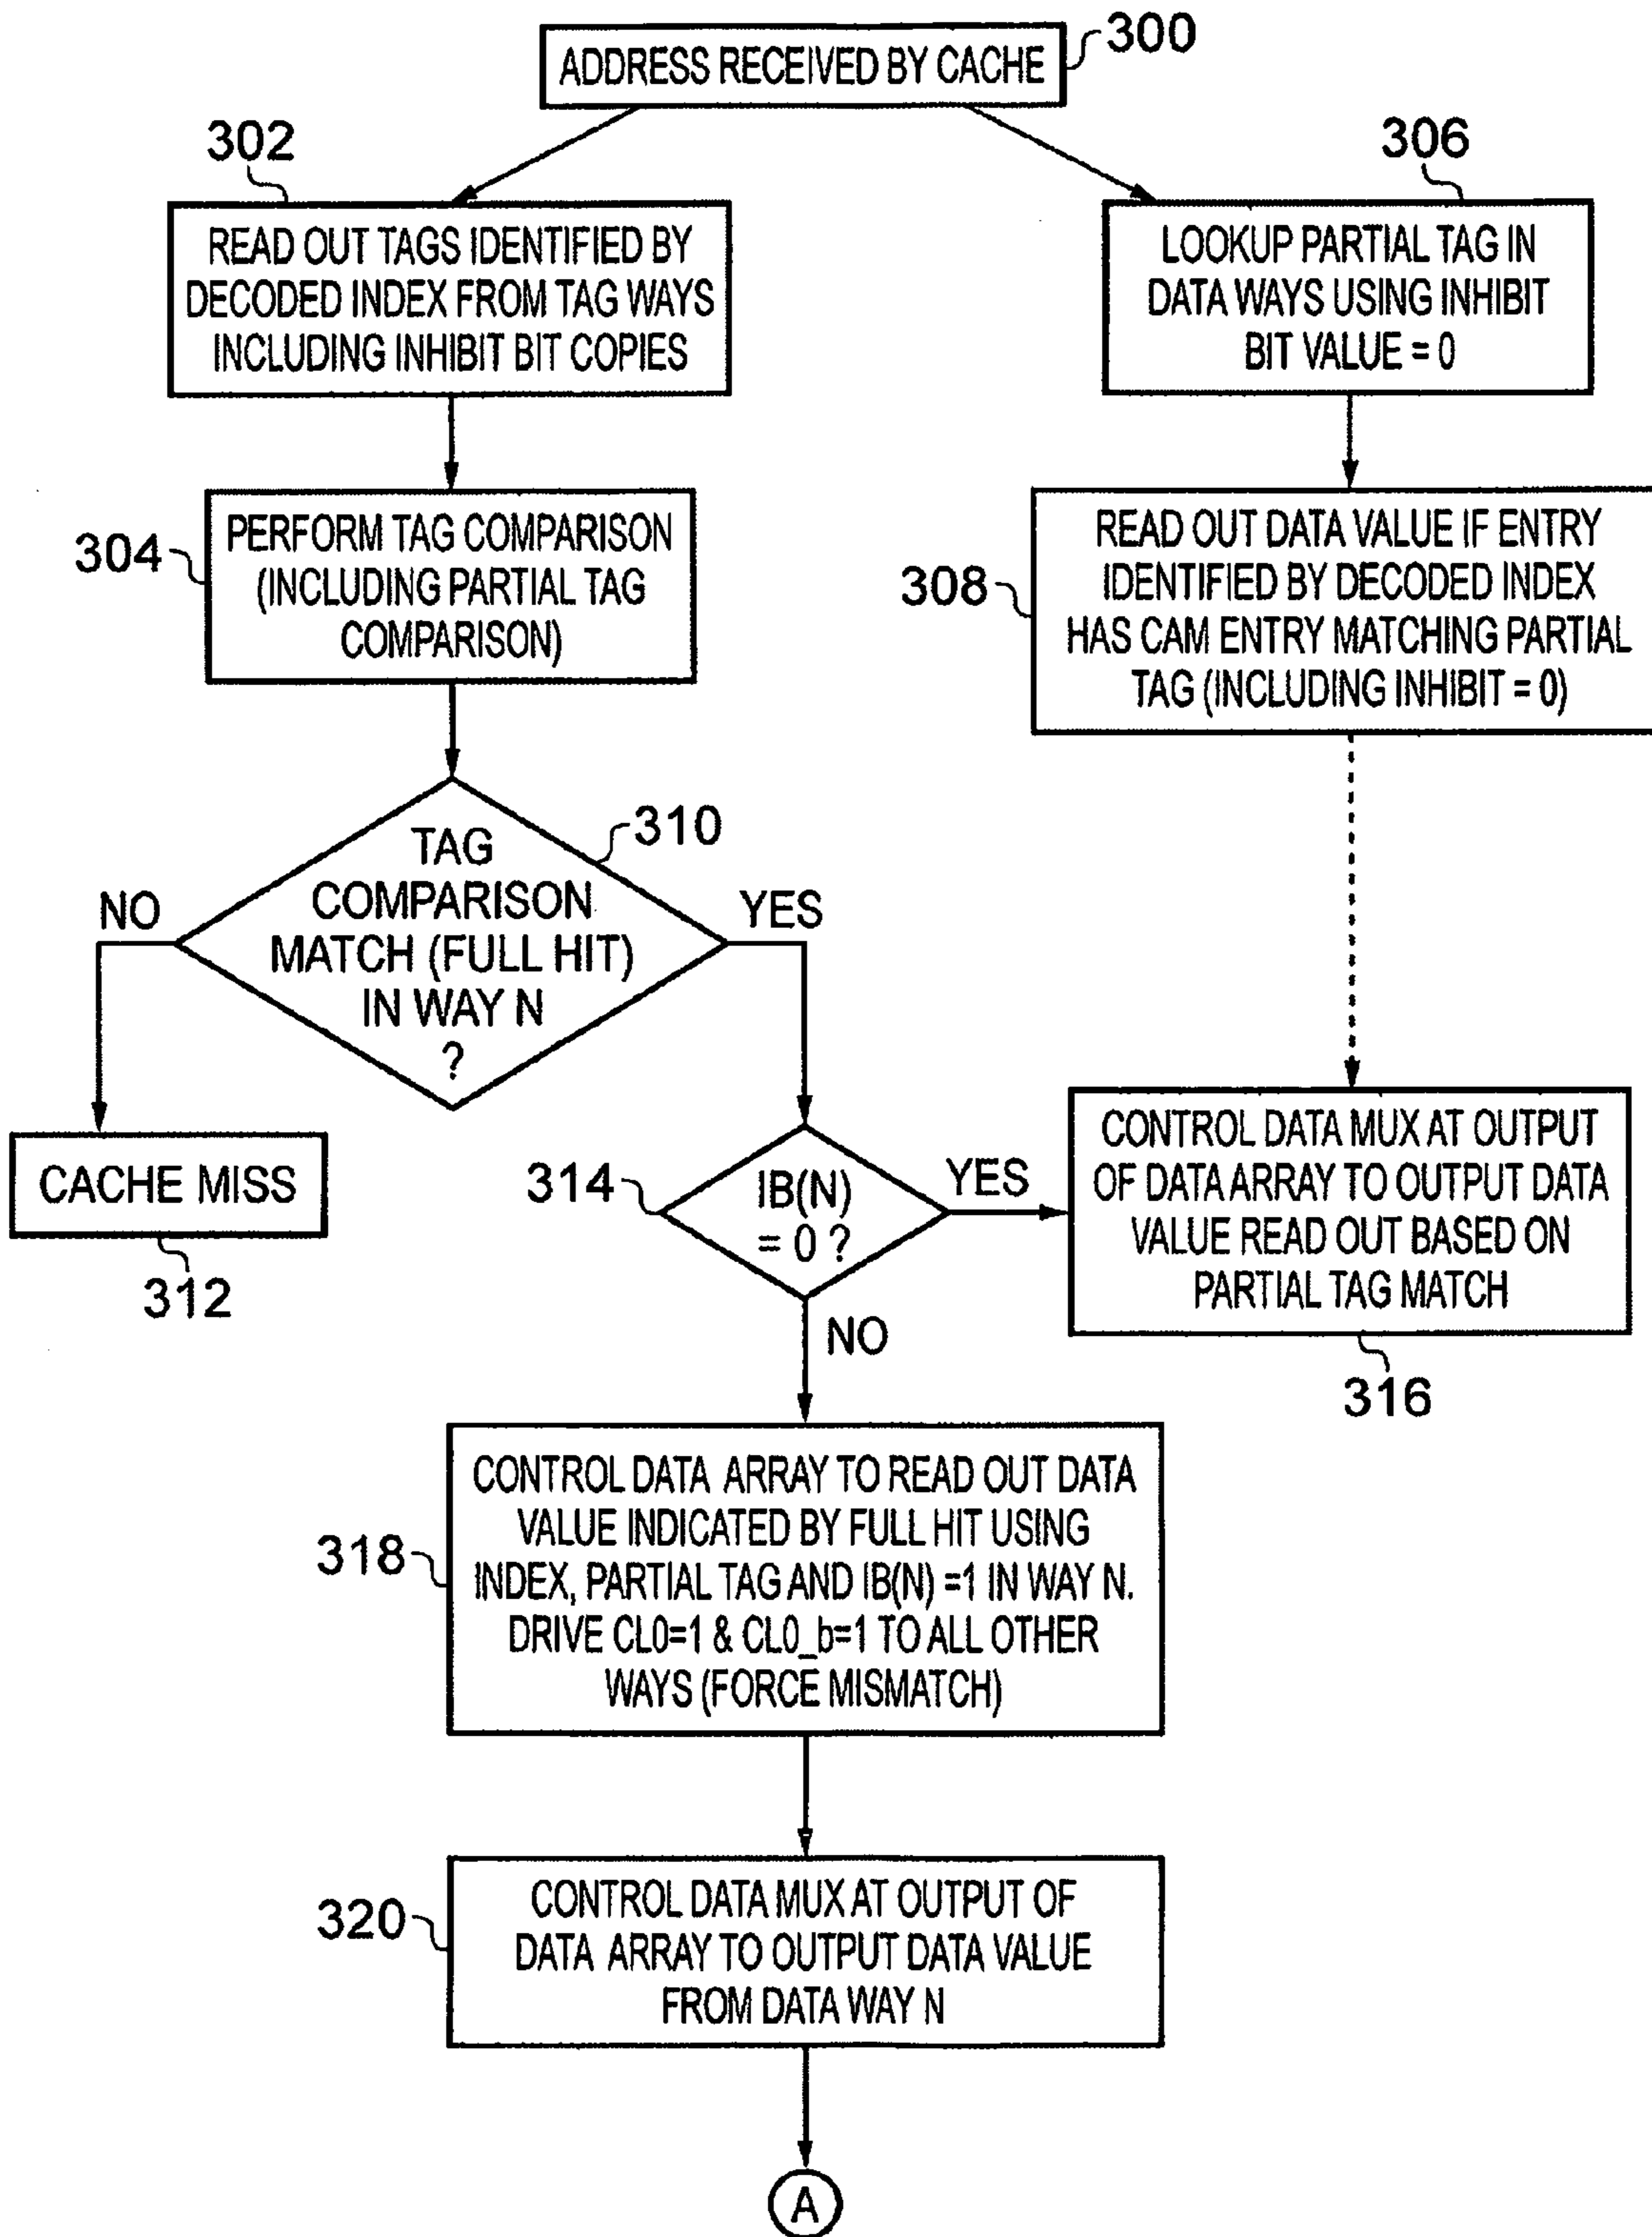 ADDRESS RECEIVED BY CACHE
300
302
READ OUT TAGS IDENTIFIED BY
DECODED INDEX FROM TAG WAYS
INCLUDING INHIBIT BIT COPIES
306
LOOKUP PARTIAL TAG IN
DATA WAYS USING INHIBIT
BIT VALUE = 0
304
PERFORM TAG COMPARISON
(INCLUDING PARTIAL TAG
COMPARISON)
308
READ OUT DATA VALUE IF ENTRY
IDENTIFIED BY DECODED INDEX
HAS CAM ENTRY MATCHING PARTIAL
TAG (INCLUDING INHIBIT = 0)
310
TAG
COMPARISON
MATCH (FULL HIT)
IN WAY N
?
NO
YES
CACHE MISS
312
314
IB(N)
= 0 ?
YES
NO
CONTROL DATA MUX AT OUTPUT
OF DATA ARRAY TO OUTPUT DATA
VALUE READ OUT BASED ON
PARTIAL TAG MATCH
316
318
CONTROL DATA ARRAY TO READ OUT DATA
VALUE INDICATED BY FULL HIT USING
INDEX, PARTIAL TAG AND IB(N) =1 IN WAY N.
DRIVE CL0=1 & CL0_b=1 TO ALL OTHER
WAYS (FORCE MISMATCH)
320
CONTROL DATA MUX AT OUTPUT OF
DATA ARRAY TO OUTPUT DATA VALUE
FROM DATA WAY N
A